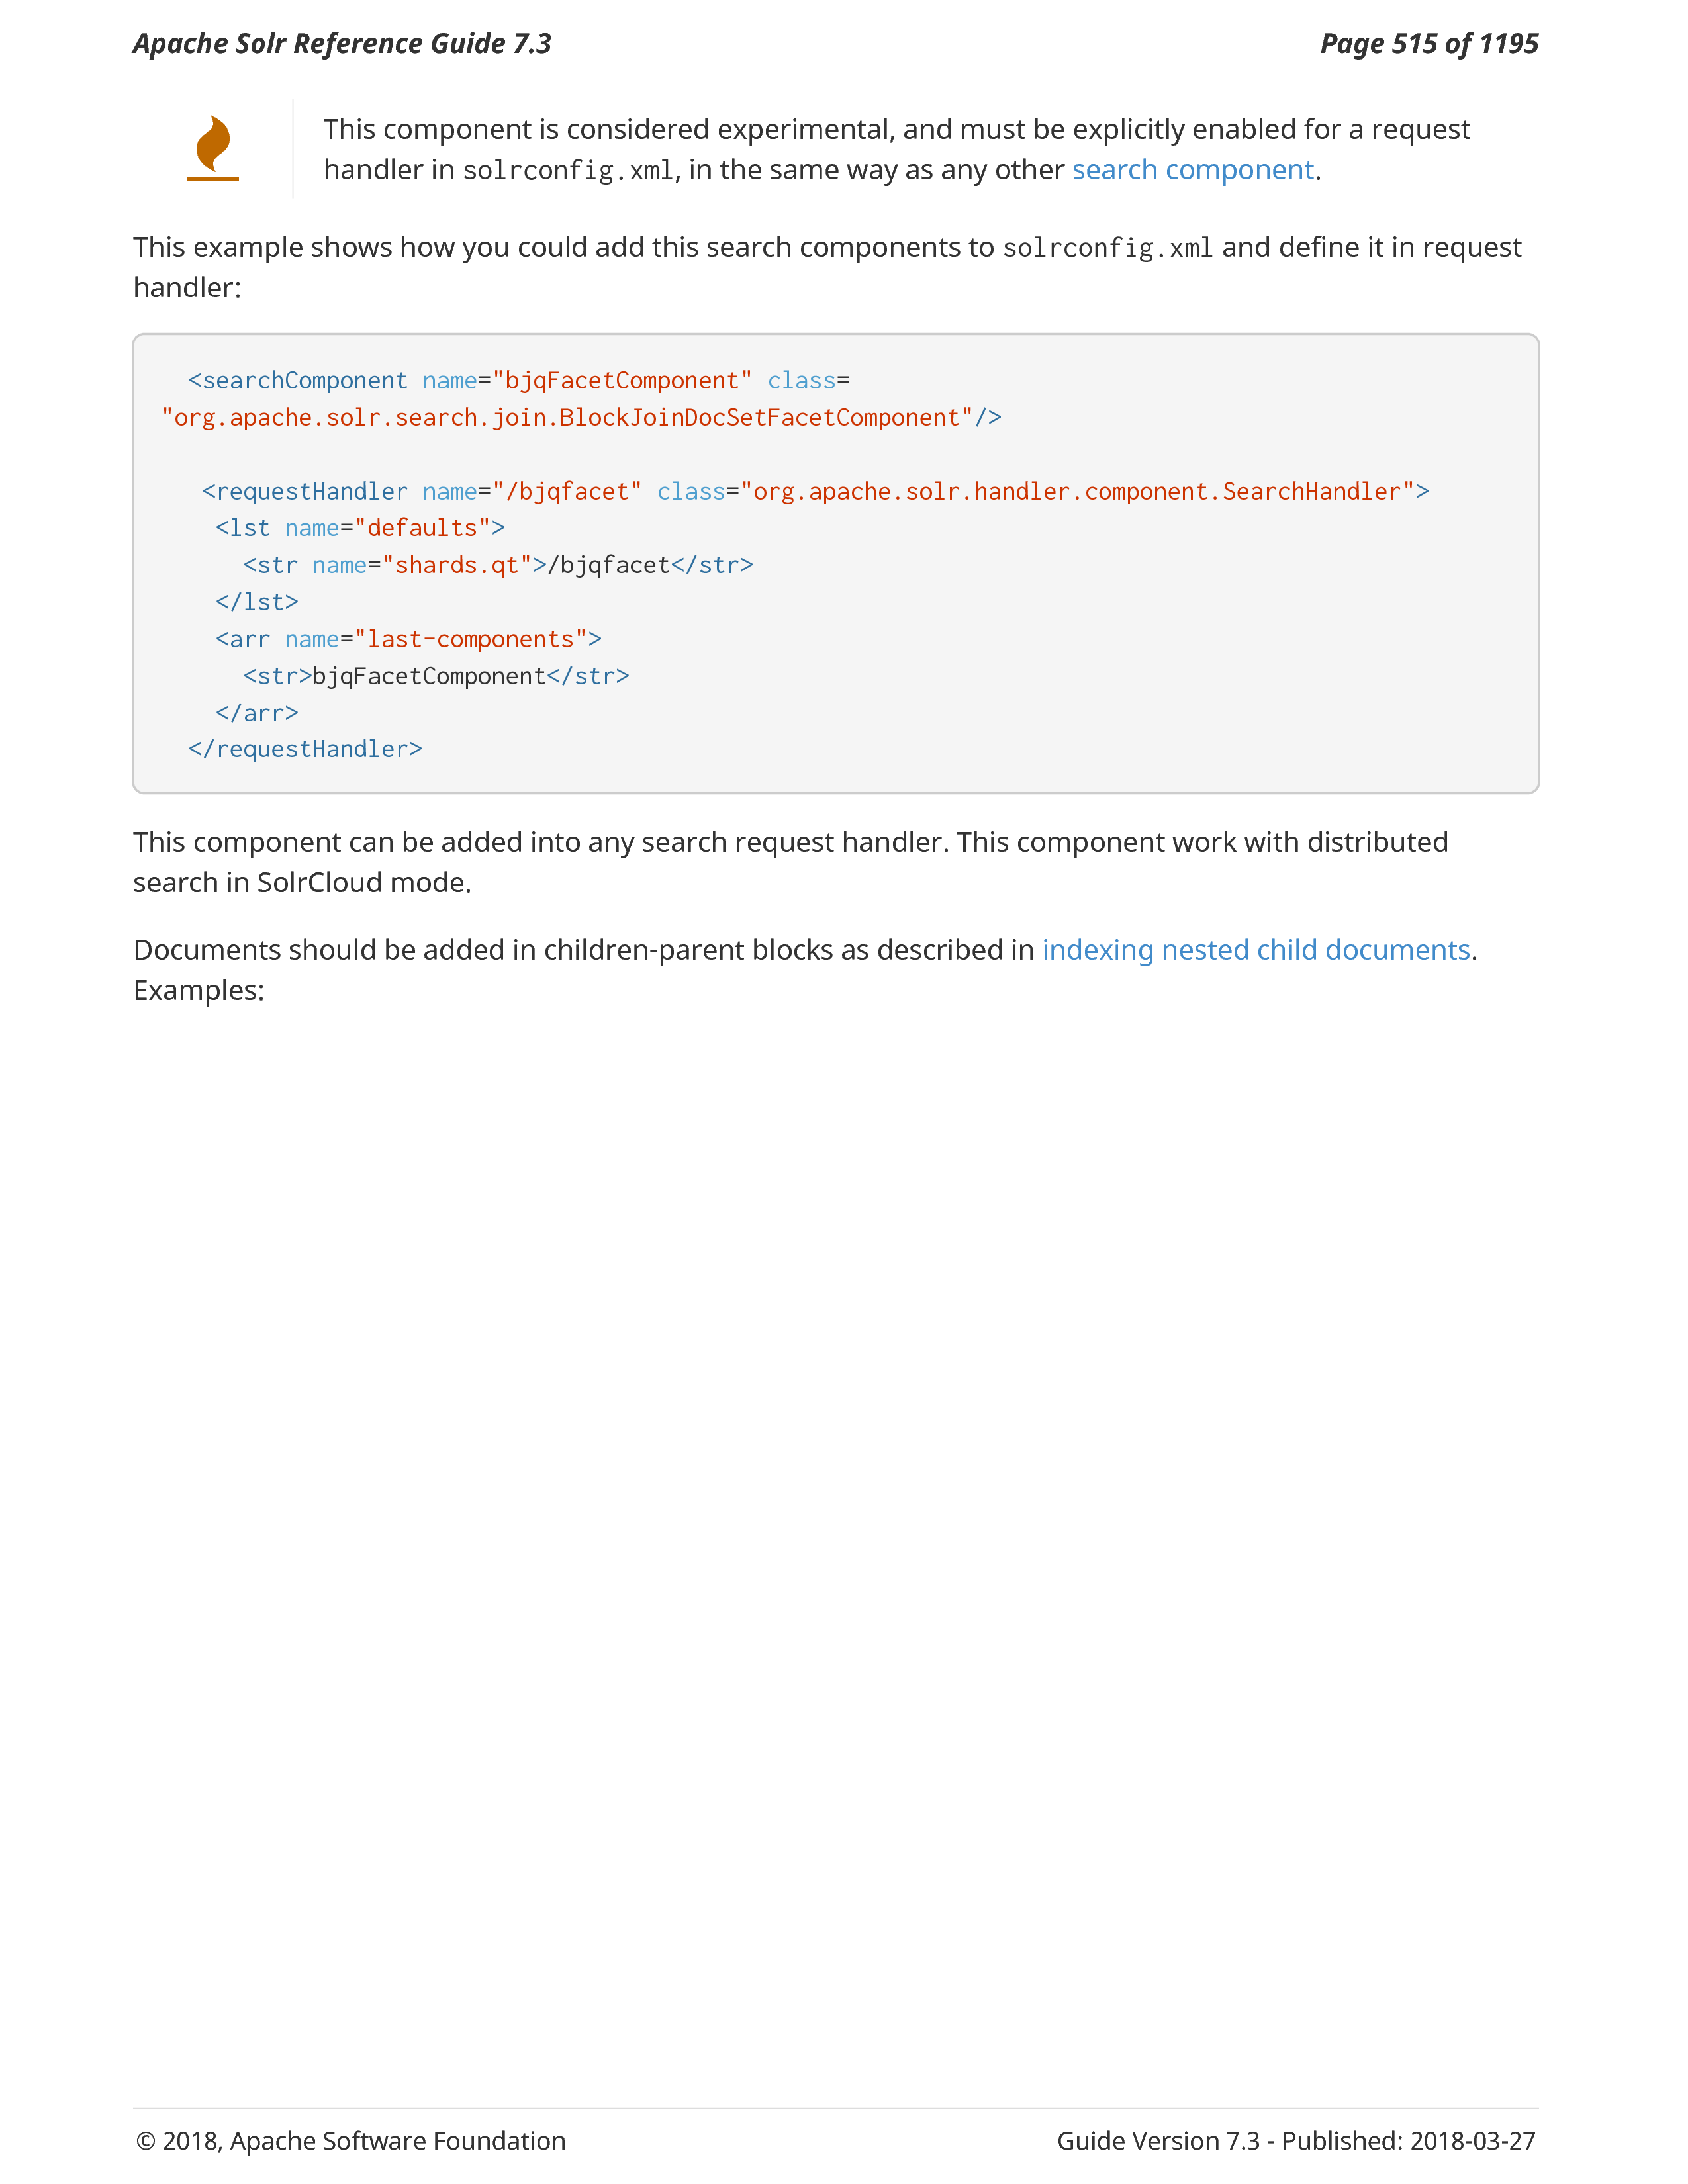 Apache Solr Reference Guide 7.3
Page 515 of 1195
This component is considered experimental, and must be explicitly enabled for a request
handler in solrconfig.xml, in the same way as any other search component.
This example shows how you could add this search components to solrconfig.xml and define it in request
handler:
  <searchComponent name="bjqFacetComponent" class=
"org.apache.solr.search.join.BlockJoinDocSetFacetComponent"/>
   <requestHandler name="/bjqfacet" class="org.apache.solr.handler.component.SearchHandler">
    <lst name="defaults">
      <str name="shards.qt">/bjqfacet</str>
    </lst>
    <arr name="last-components">
      <str>bjqFacetComponent</str>
    </arr>
  </requestHandler>
This component can be added into any search request handler. This component work with distributed
search in SolrCloud mode.
Documents should be added in children-parent blocks as described in indexing nested child documents.
Examples:
© 2018, Apache Software Foundation
Guide Version 7.3 - Published: 2018-03-27